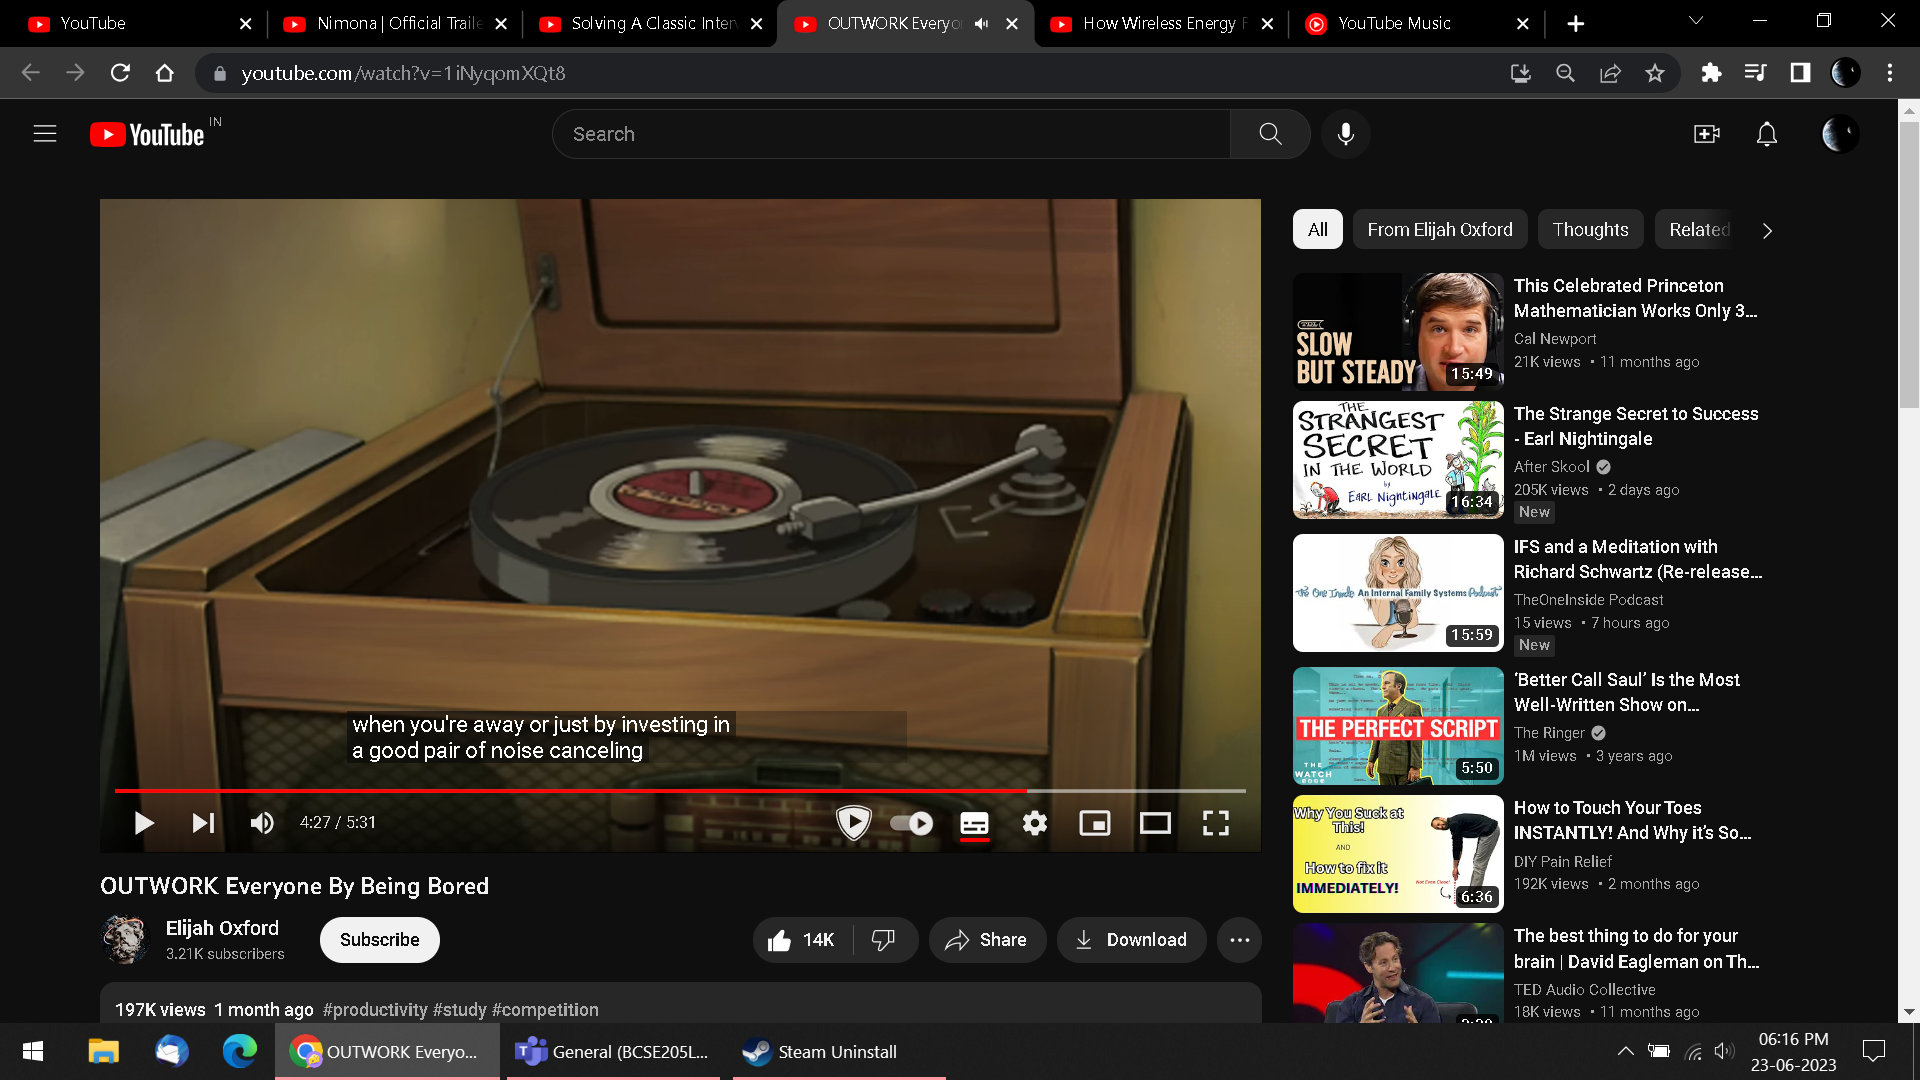 YouTube
Nimona | Official Traile
Solving A Classic Inter
OUTWORK Everyo
How Wireless Energy F
YouTube Music
youtube.com/watch?v=1iNyqomXQt8
YouTube IN
Search
All
From Elijah Oxford
Thoughts
Related
SLOW
BUT STEADY
15:49
This Celebrated Princeton
Mathematician Works Only 3...
Cal Newport
21K views • 11 months ago
THE
STRANGEST
SECRET
IN THE WORLD
by
EARL NIGHTINGALE
16:34
The Strange Secret to Success
- Earl Nightingale
After Skool
205K views • 2 days ago
New
The One Inside An Internal Family Systems Podcast
15:59
IFS and a Meditation with
Richard Schwartz (Re-release...
TheOneInside Podcast
15 views • 7 hours ago
New
THE PERFECT SCRIPT
THE
WATCH
5:50
‘Better Call Saul’ Is the Most
Well-Written Show on...
The Ringer
1M views • 3 years ago
Why You Suck at
This!
AND
How to fix it
IMMEDIATELY!
Not Even Close!
6:36
How to Touch Your Toes
INSTANTLY! And Why it’s So...
DIY Pain Relief
192K views • 2 months ago
The best thing to do for your
brain | David Eagleman on Th...
TED Audio Collective
18K views • 11 months ago
when you're away or just by investing in
a good pair of noise canceling
4:27 / 5:31
OUTWORK Everyone By Being Bored
Elijah Oxford
3.21K subscribers
Subscribe
14K
Share
Download
197K views 1 month ago #productivity #study #competition
OUTWORK Everyo...
General (BCSE205L...
Steam Uninstall
06:16 PM
23-06-2023